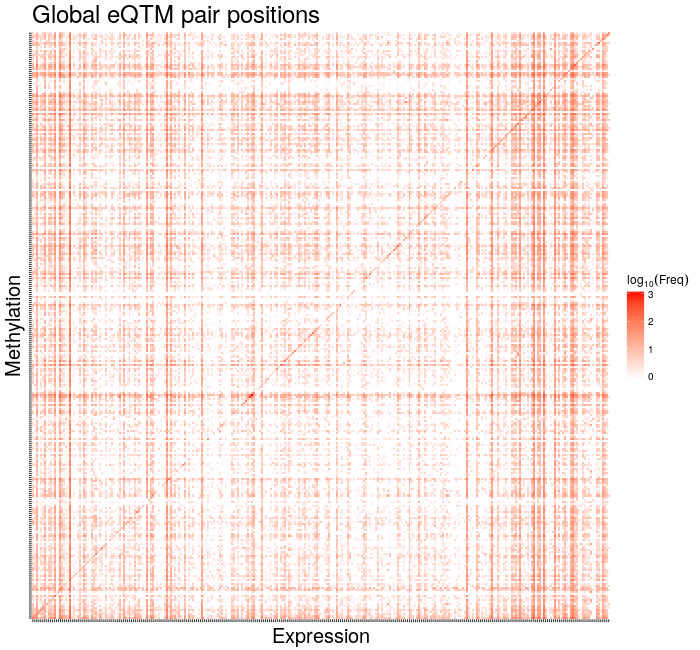 Global eQTM pair positions
Methylation
Expression
log10(Freq)
3
2
1
0